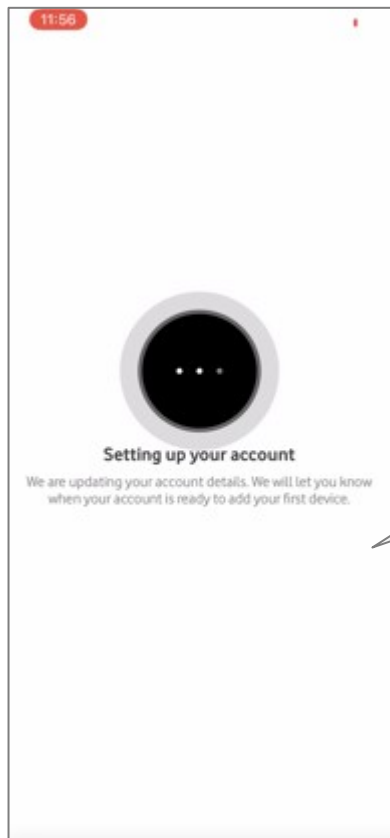 11:56
Setting up your account
We are updating your account details. We will let you know
when your account is ready to add your first device.